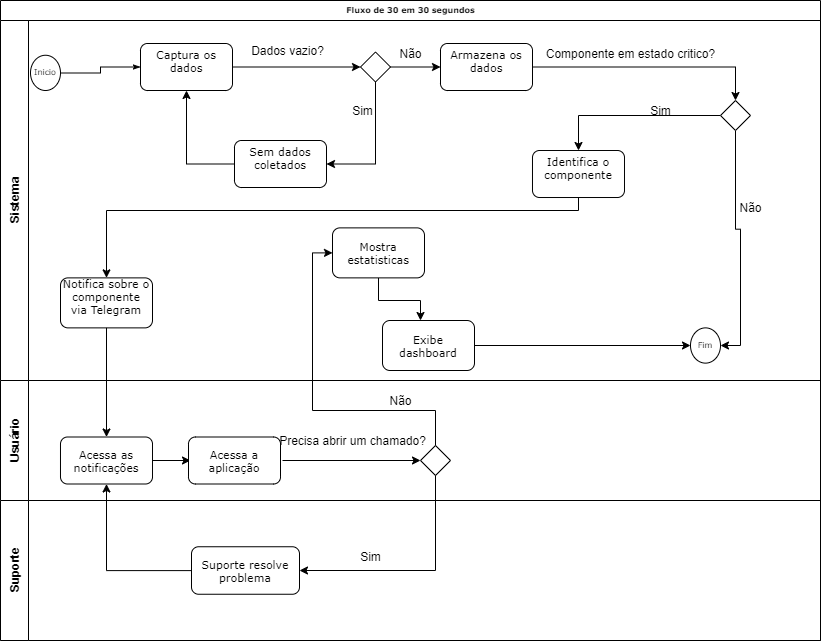 Fluxo de 30 em 30 segundos
Sistema
Inicio
Captura os
dados
Dados vazio?
Não
Sim
Sem dados
coletados
Armazena os
dados
Componente em estado critico?
Sim
Identifica o
componente
Não
Notifica sobre o
componente
via Telegram
Mostra
estatisticas
Exibe
dashboard
Fim
Usuário
Acessa as
notificações
Acessa a
aplicação
Precisa abrir um chamado?
Não
Suporte
Suporte resolve
problema
Sim